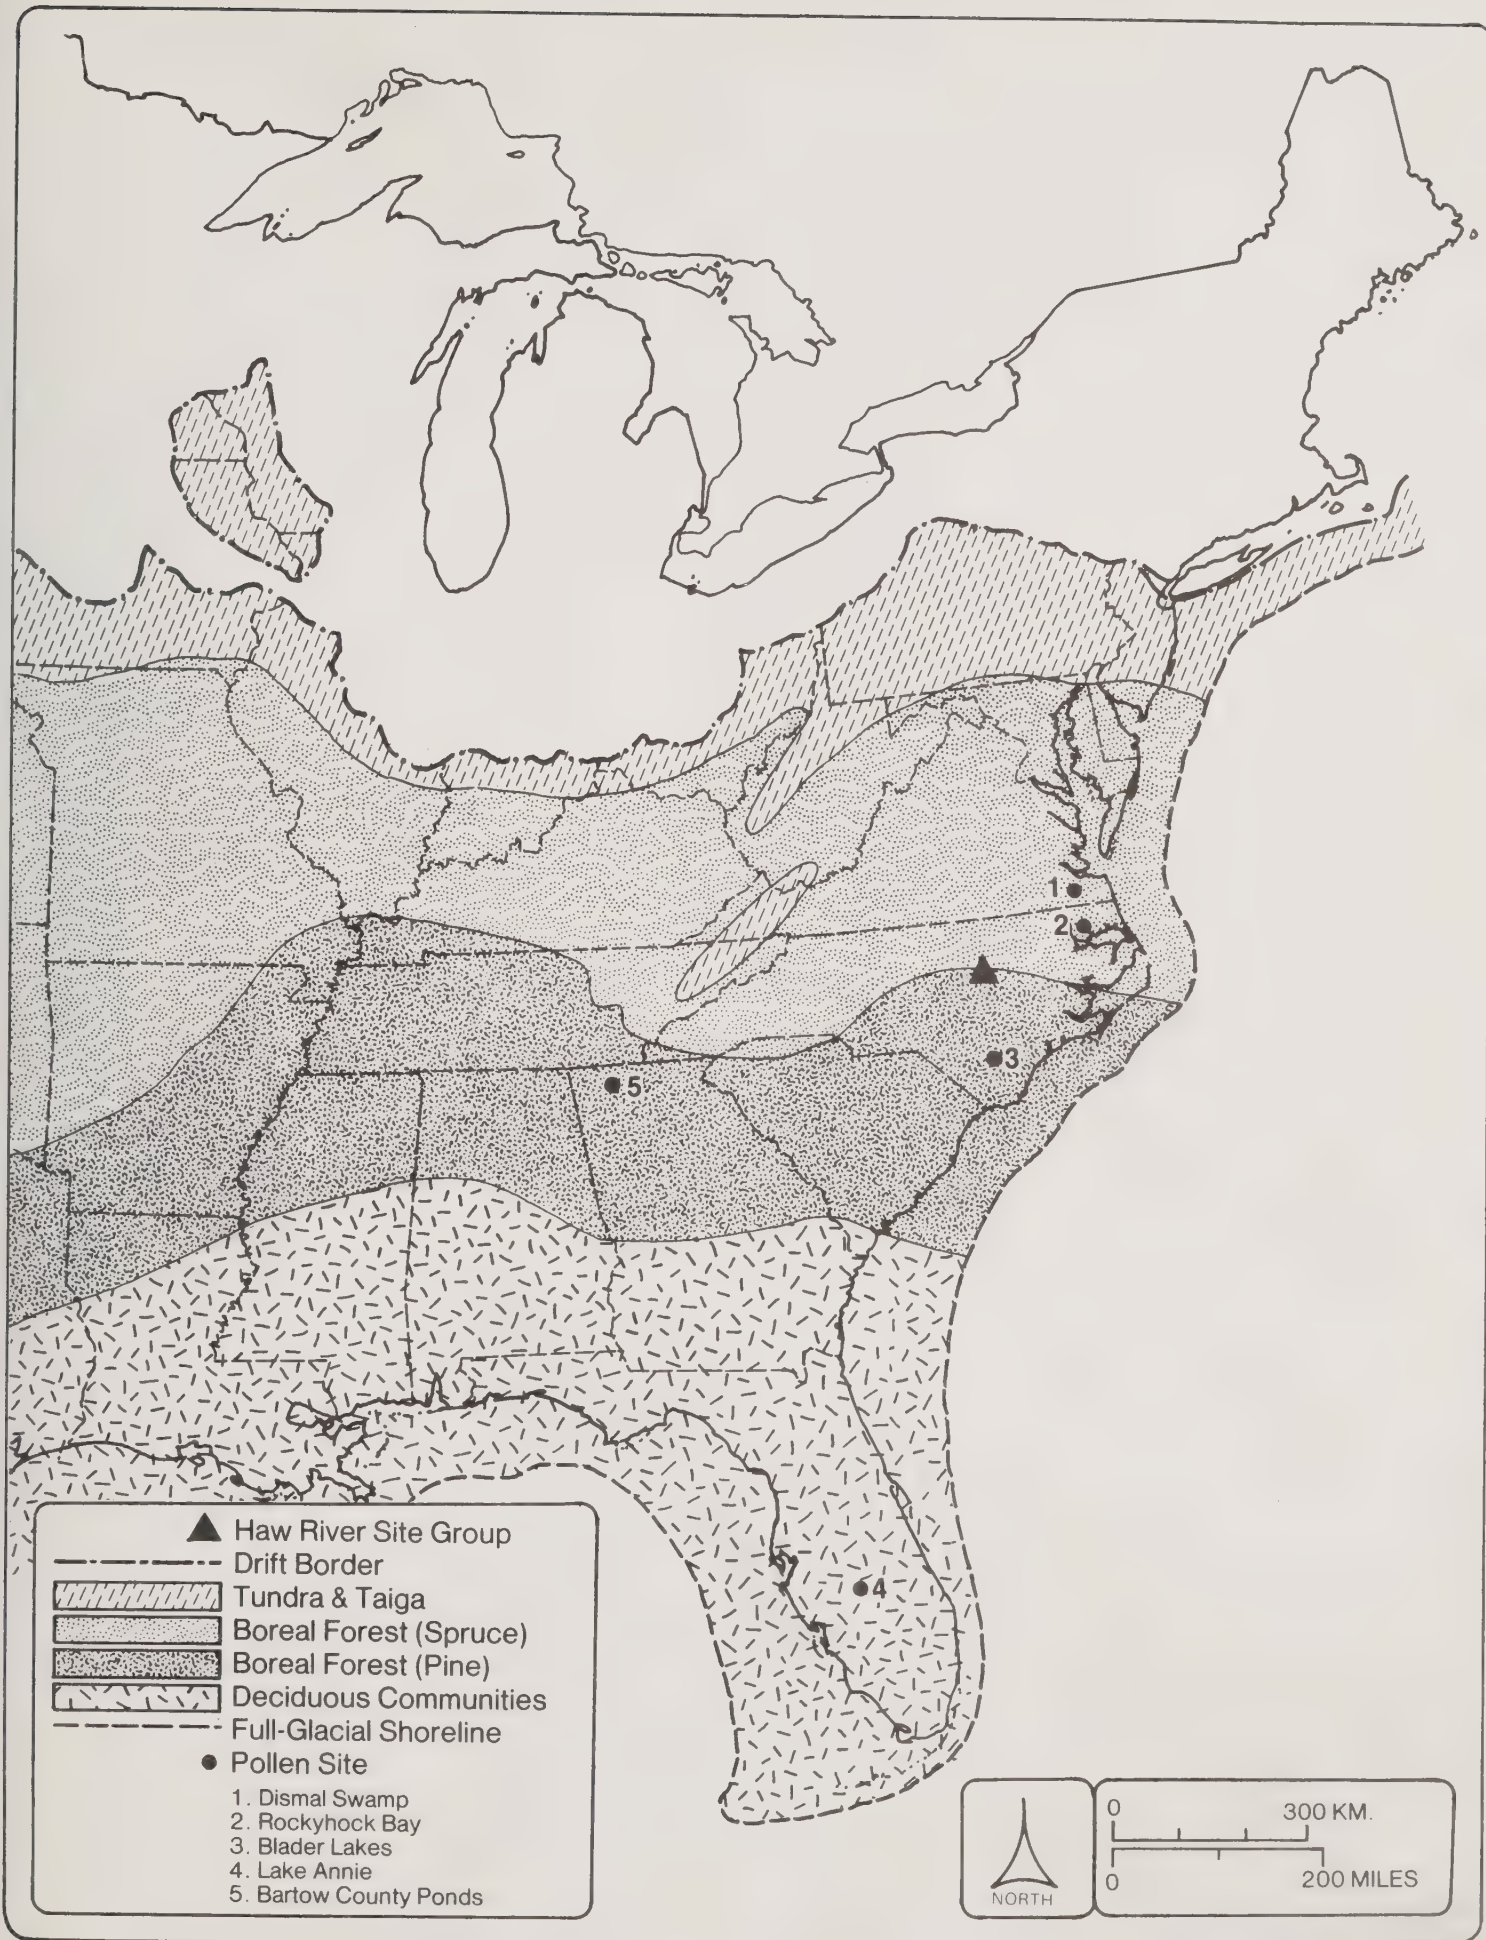 1
2
3
5
4
Haw River Site Group
Drift Border
Tundra & Taiga
Boreal Forest (Spruce)
Boreal Forest (Pine)
Deciduous Communities
Full-Glacial Shoreline
Pollen Site
1. Dismal Swamp
2. Rockyhock Bay
3. Blader Lakes
4. Lake Annie
5. Bartow County Ponds
NORTH
0 300 KM.
0 200 MILES